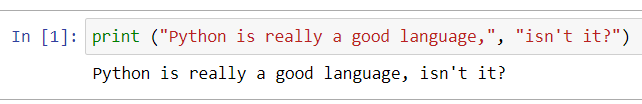 In [1]: print ("Python is really a good language,", "isn't it?")
Python is really a good language, isn't it?